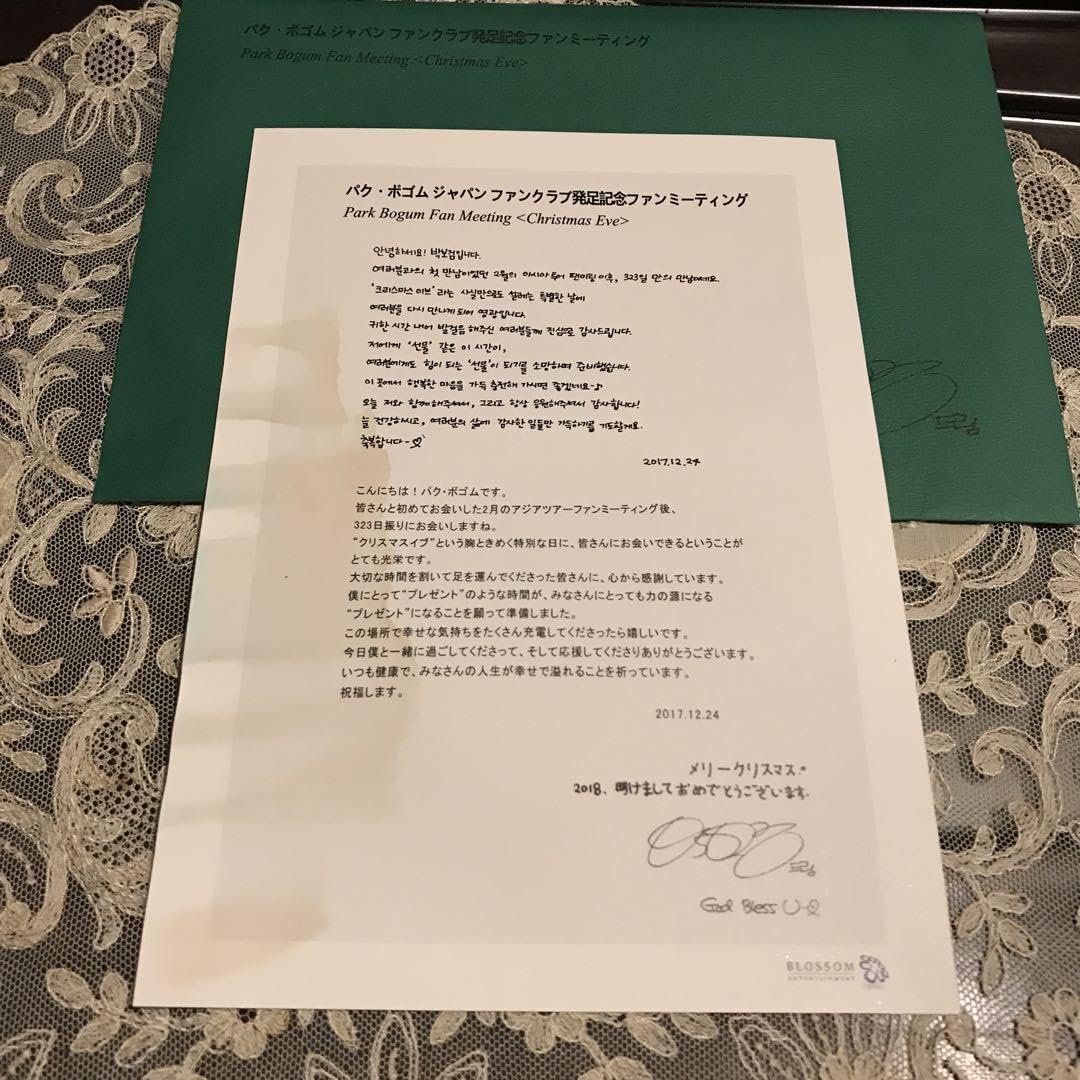 パク・ボゴム ジャパン ファンクラブ発足記念ファンミーティング
Park Bogum Fan Meeting <Christmas Eve>
드림
パク・ボゴム ジャパン ファンクラブ発足記念ファンミーティング
Park Bogum Fan Meeting <Christmas Eve>
안녕하세요! 박보검입니다.
여러분과의 첫 만남이었던 2월의 아시아 투어 팬미팅 이후, 323일 만의 만남이에요.
'크리스마스 이브' 라는 사실만으로도 설레는 특별한 날에
여러분을 다시 만나게 되어 영광입니다.
귀한 시간 내어 발걸음 해주신 여러분들께 진심으로 감사드립니다.
저에게 '선물' 같은 이 시간이,
여러분에게도 힘이 되는 '선물'이 되기를 소망하며 준비했습니다.
이 곳에서 행복한 마음을 가득 충전해 가시면 좋겠네요~♪
오늘 저와 함께해주셔서, 그리고 항상 응원해주셔서 감사합니다!
늘 건강하시고, 여러분의 삶에 감사한 일들만 가득하기를 기도할게요.
축복합니다~♡
2017.12.24
こんにちは！パク・ボゴムです。
皆さんと初めてお会いした2月のアジアツアーファンミーティング後、
323日振りにお会いしますね。
“クリスマスイブ”という胸ときめく特別な日に、皆さんにお会いできるということが
とても光栄です。
大切な時間を割いて足を運んでくださった皆さんに、心から感謝しています。
僕にとって“プレゼント”のような時間が、みなさんにとっても力の源になる
“プレゼント”になることを願って準備しました。
この場所で幸せな気持ちをたくさん充電してくださったら嬉しいです。
今日僕と一緒に過ごしてくださって、そして応援してくださりありがとうございます。
いつも健康で、みなさんの人生が幸せで溢れることを祈っています。
祝福します。
2017.12.24
メリークリスマス."
2018、明けましておめでとうございます.
드림
God Bless U~♡
BLOSSOM
ENTERTAINMENT